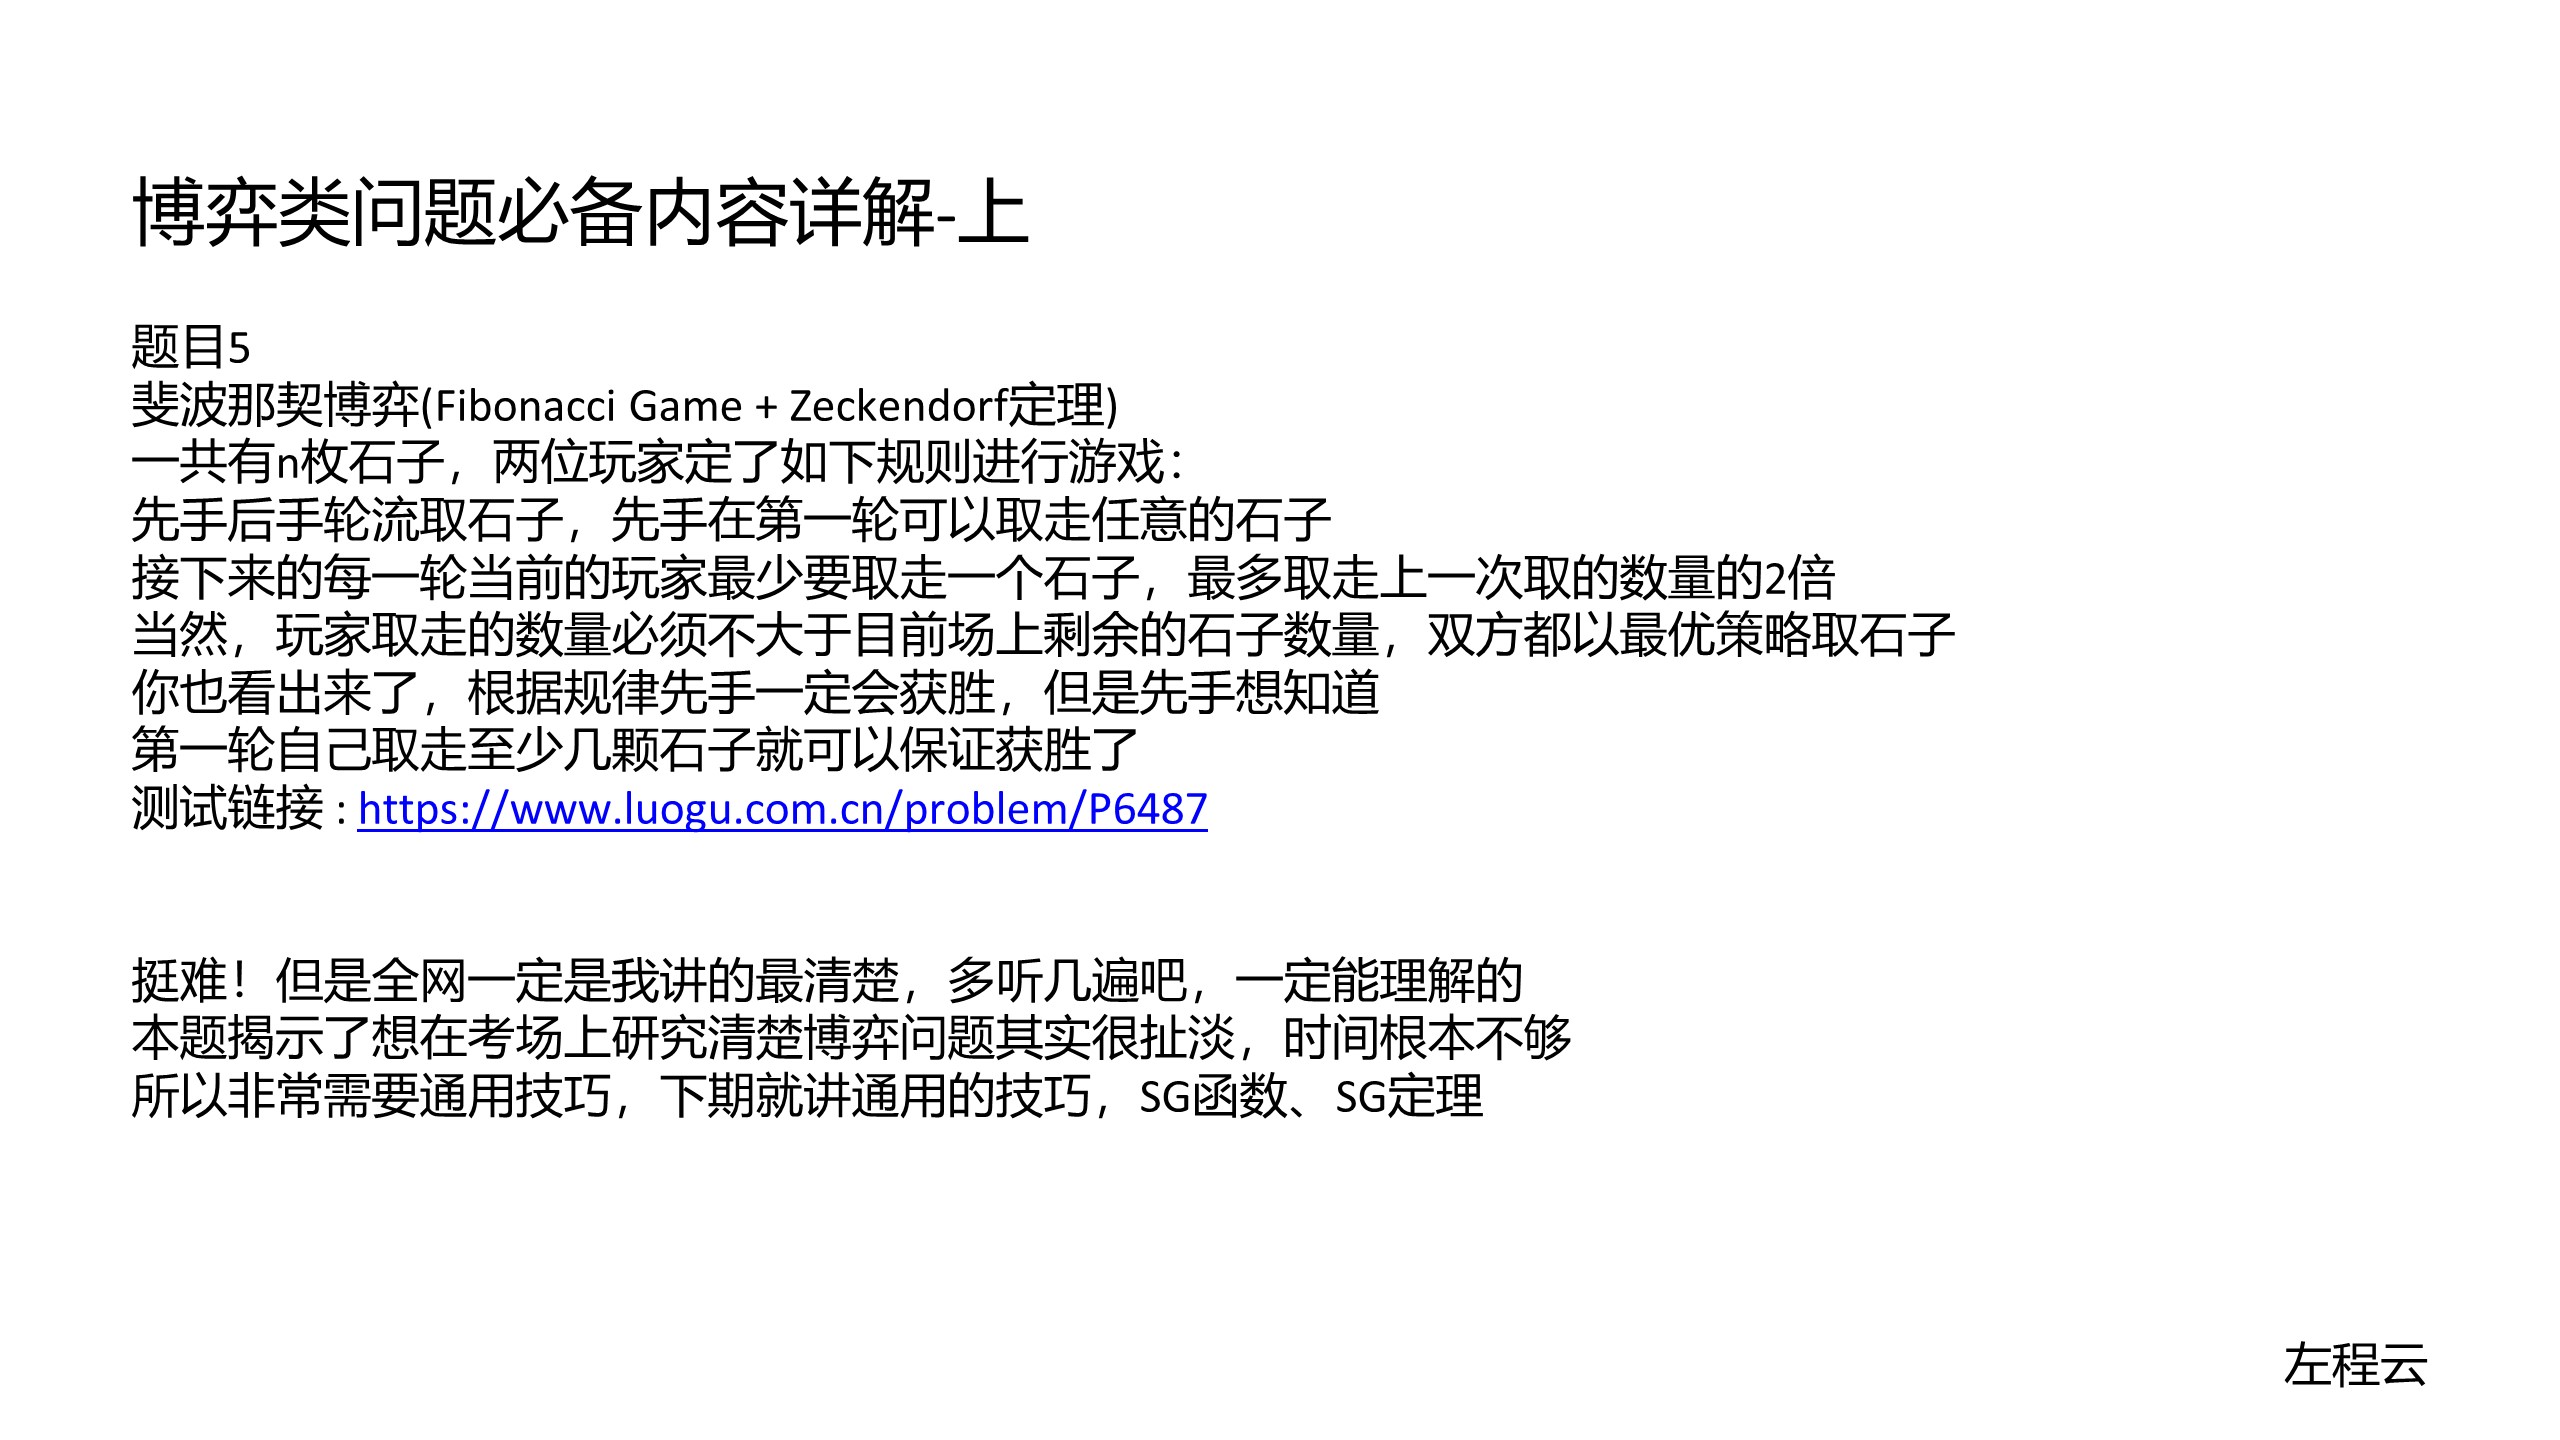 博弈类问题必备内容详解-上
题目5
斐波那契博弈(Fibonacci Game + Zeckendorf定理)
一共有n枚石子，两位玩家定了如下规则进行游戏：
先手后手轮流取石子，先手在第一轮可以取走任意的石子
接下来的每一轮当前的玩家最少要取走一个石子，最多取走上一次取的数量的2倍
当然，玩家取走的数量必须不大于目前场上剩余的石子数量，双方都以最优策略取石子
你也看出来了，根据规律先手一定会获胜，但是先手想知道
第一轮自己取走至少几颗石子就可以保证获胜了
测试链接 : https://www.luogu.com.cn/problem/P6487
挺难！但是全网一定是我讲的最清楚，多听几遍吧，一定能理解的
本题揭示了想在考场上研究清楚博弈问题其实很扯淡，时间根本不够
所以非常需要通用技巧，下期就讲通用的技巧，SG函数、SG定理
左程云